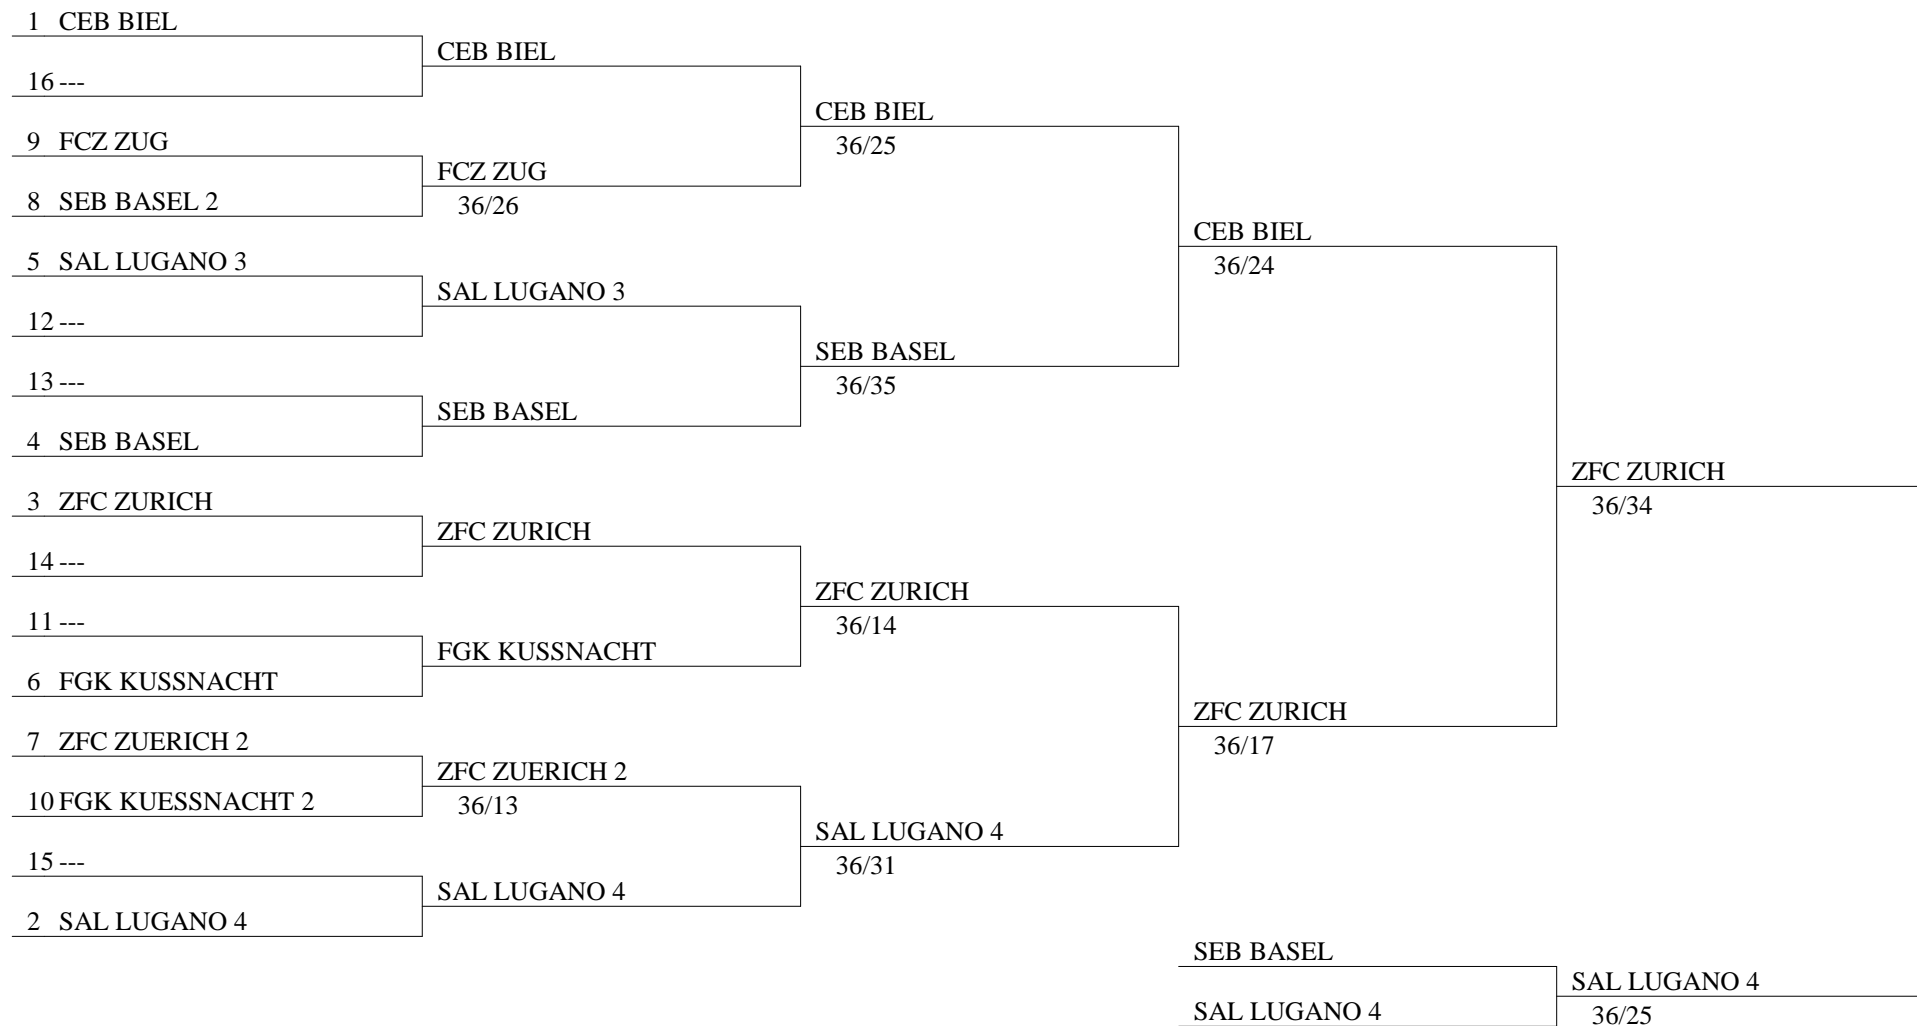 1 CEB BIEL
CEB BIEL
16 ---
CEB BIEL
36/25
9 FCZ ZUG
FCZ ZUG
36/26
8 SEB BASEL 2
CEB BIEL
36/24
5 SAL LUGANO 3
SAL LUGANO 3
12 ---
SEB BASEL
36/35
13 ---
SEB BASEL
4 SEB BASEL
ZFC ZURICH
36/34
3 ZFC ZURICH
ZFC ZURICH
14 ---
ZFC ZURICH
36/14
11 ---
FGK KUSSNACHT
6 FGK KUSSNACHT
ZFC ZURICH
36/17
7 ZFC ZUERICH 2
ZFC ZUERICH 2
36/13
10 FGK KUESSNACHT 2
SAL LUGANO 4
36/31
15 ---
SAL LUGANO 4
2 SAL LUGANO 4
SEB BASEL
SAL LUGANO 4
36/25
SAL LUGANO 4